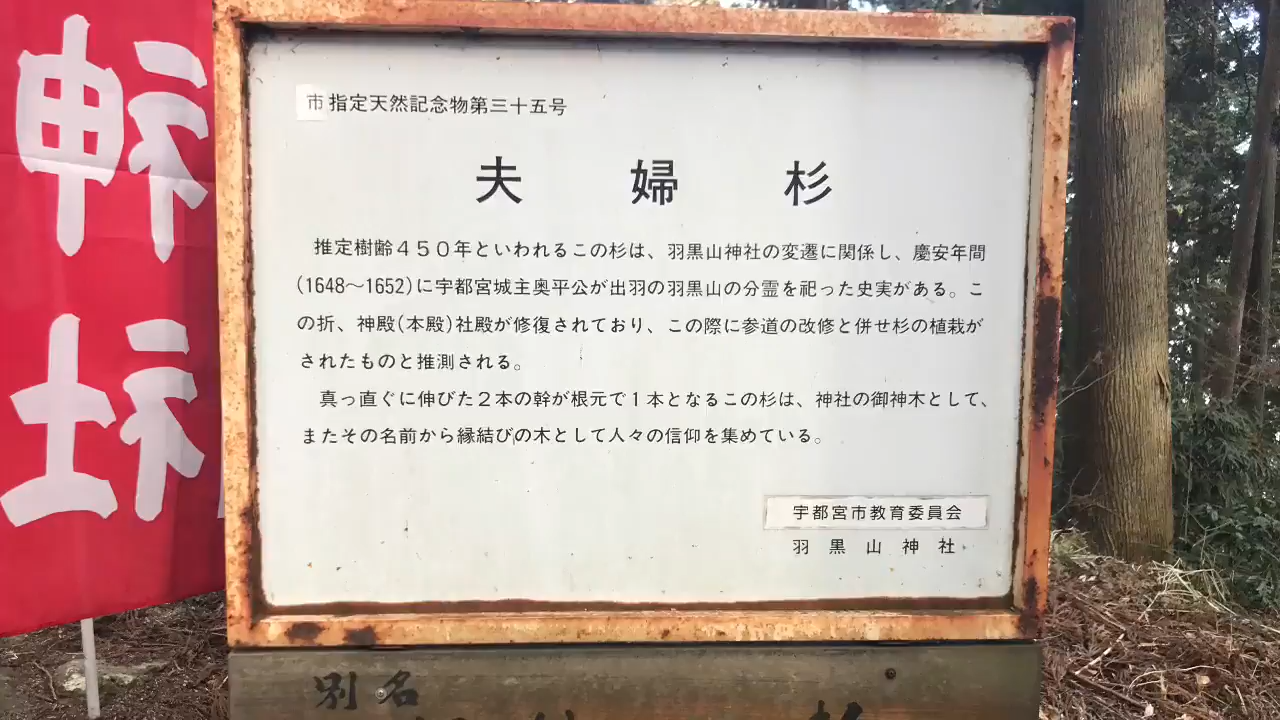 神社
市指定天然記念物第三十五号
夫婦杉
推定樹齢450年といわれるこの杉は、羽黒山神社の変遷に関係し、慶安年間
(1648〜1652)に宇都宮城主奥平公が出羽の羽黒山の分霊を祀った史実がある。こ
の折、神殿(本殿)社殿が修復されており、この際に参道の改修と併せ杉の植栽が
されたものと推測される。
真っ直ぐに伸びた2本の幹が根元で1本となるこの杉は、神社の御神木として、
またその名前から縁結びの木として人々の信仰を集めている。
宇都宮市教育委員会
羽黒山神社
別名